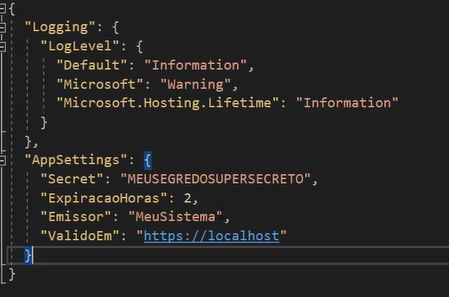 {
"Logging": {
"LogLevel": {
"Default": "Information",
"Microsoft": "Warning",
"Microsoft.Hosting.Lifetime": "Information"
}
},
"AppSettings": {
"Secret": "MEUSEGREDOSUPERSECRETO",
"ExpiracaoHoras": 2,
"Emissor": "MeuSistema",
"ValidoEm": "https://localhost"
}
}